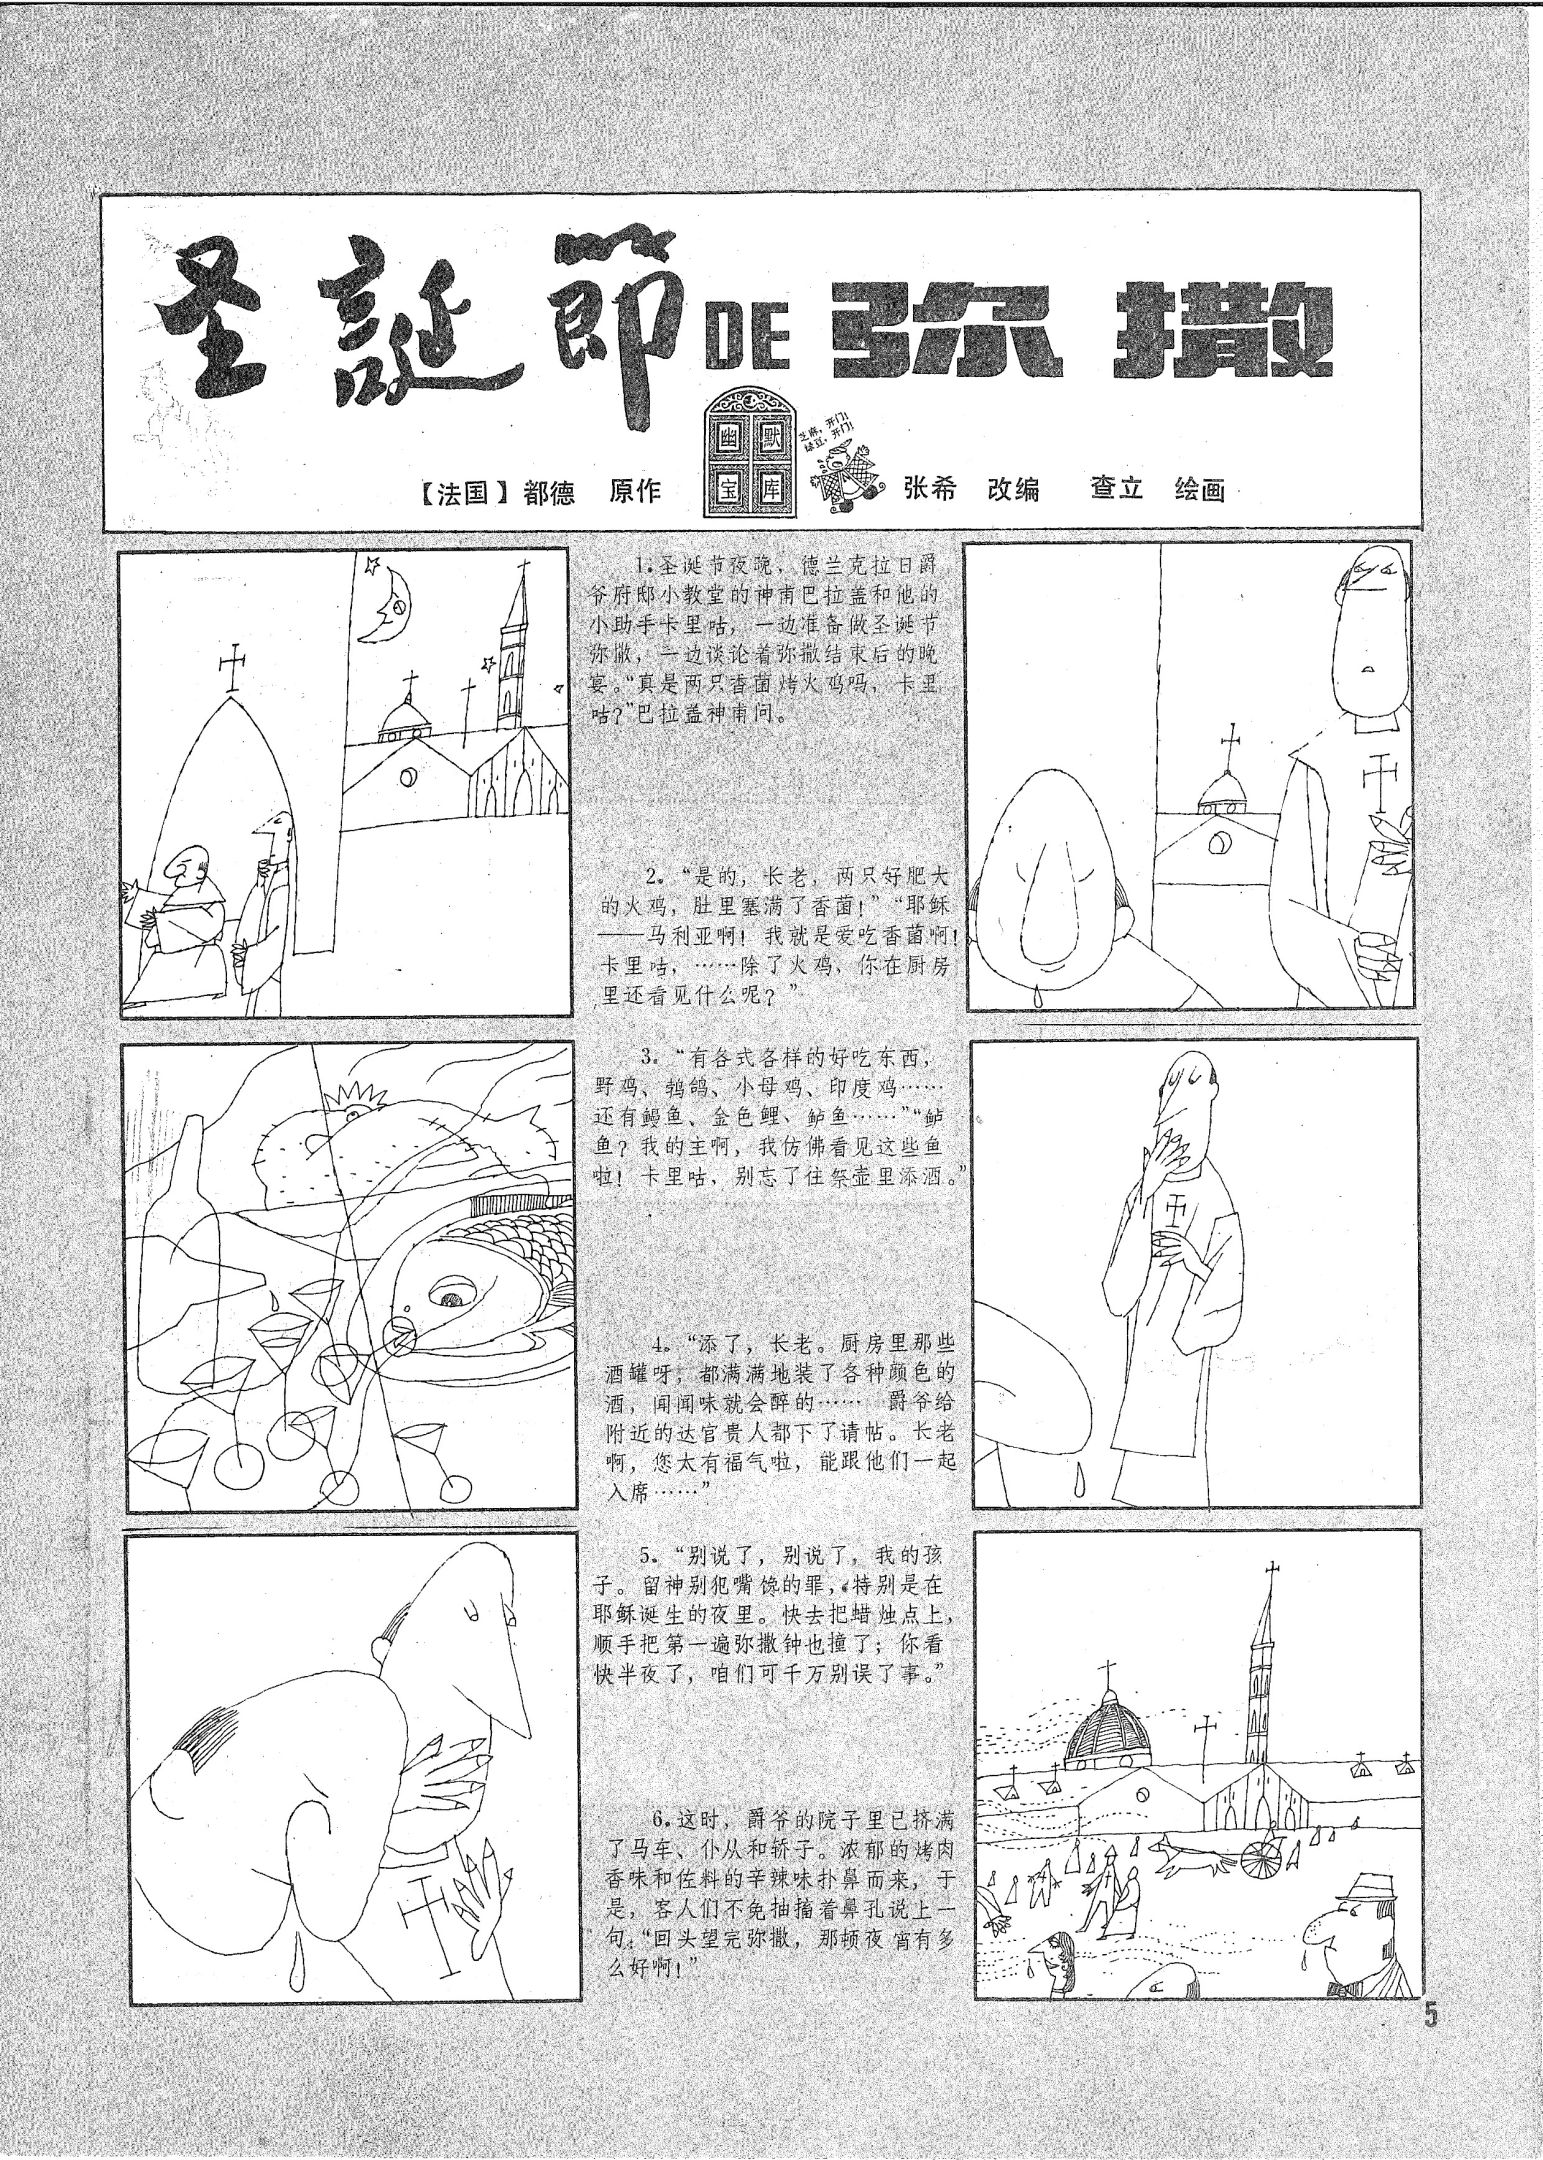 圣誕節DE弥撒
芝麻，开门！
绿豆，开门！
幽默
宝库
【法国】都德 原作 张希 改编 查立 绘画
1.圣诞节夜晚，德兰克拉日爵
爷府邸小教堂的神甫巴拉盖和他的
小助手卡里咕，一边准备做圣诞节
弥撒，一边谈论着弥撒结束后的晚
宴。“真是两只香菌烤火鸡吗，卡里
咕？”巴拉盖神甫问。
2.“是的，长老，两只好肥大
的火鸡，肚里塞满了香菌！”“耶稣
——马利亚啊！我就是爱吃香菌啊！
卡里咕，……除了火鸡，你在厨房
里还看见什么呢？”
3.“有各式各样的好吃东西，
野鸡、鹁鸽、小母鸡、印度鸡……
还有鳗鱼、金色鲤、鲈鱼……”“鲈
鱼？我的主啊，我仿佛看见这些鱼
啦！卡里咕，别忘了往祭壶里添酒。”
4.“添了，长老。厨房里那些
酒罐呀，都满满地装了各种颜色的
酒，闻闻味就会醉的……爵爷给
附近的达官贵人都下了请帖。长老
啊，您太有福气啦，能跟他们一起
入席……”
5.“别说了，别说了，我的孩
子。留神别犯嘴馋的罪，特别是在
耶稣诞生的夜里。快去把蜡烛点上，
顺手把第一遍弥撒钟也撞了；你看
快半夜了，咱们可千万别误了事。”
6.这时，爵爷的院子里已挤满
了马车、仆从和轿子。浓郁的烤肉
香味和佐料的辛辣味扑鼻而来，于
是，客人们不免抽搐着鼻孔说上一
句：“回头望完弥撒，那顿夜宵有多
么好啊！”
5